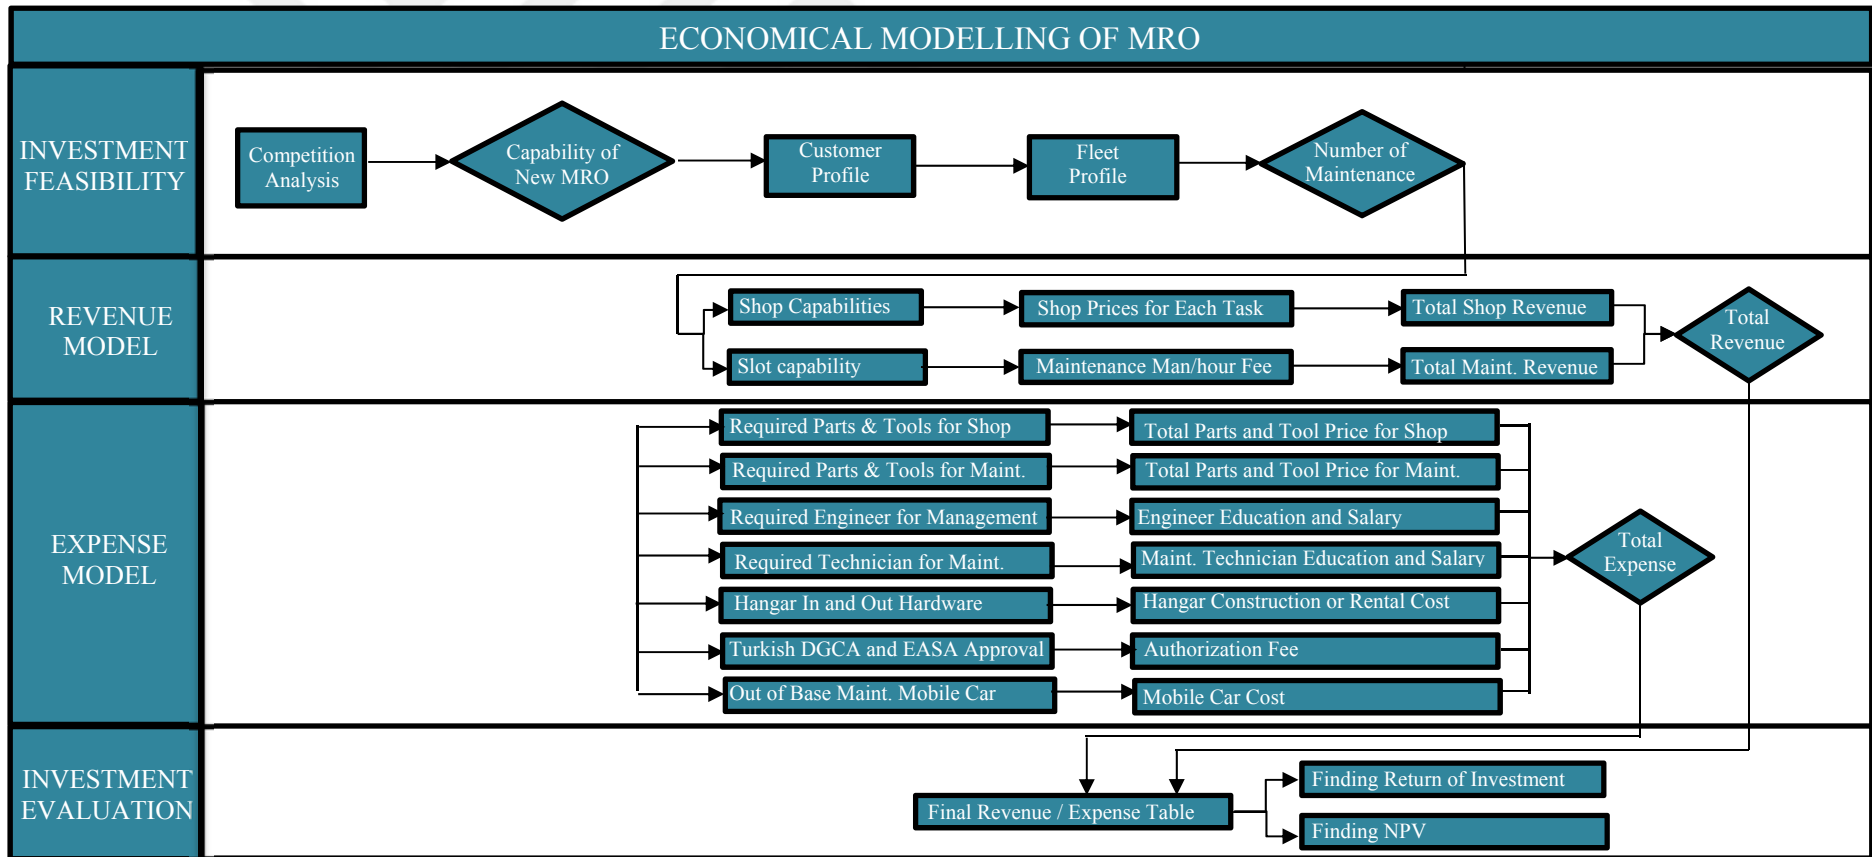 ECONOMICAL MODELLING OF MRO
INVESTMENT
FEASIBILITY
Competition
Analysis
Capability of
New MRO
Customer
Profile
Fleet
Profile
Number of
Maintenance
REVENUE
MODEL
Shop Capabilities
Shop Prices for Each Task
Total Shop Revenue
Slot capability
Maintenance Man/hour Fee
Total Maint. Revenue
Total
Revenue
EXPENSE
MODEL
Required Parts & Tools for Shop
Total Parts and Tool Price for Shop
Required Parts & Tools for Maint.
Total Parts and Tool Price for Maint.
Required Engineer for Management
Engineer Education and Salary
Required Technician for Maint.
Maint. Technician Education and Salary
Hangar In and Out Hardware
Hangar Construction or Rental Cost
Turkish DGCA and EASA Approval
Authorization Fee
Out of Base Maint. Mobile Car
Mobile Car Cost
Total
Expense
INVESTMENT
EVALUATION
Final Revenue / Expense Table
Finding Return of Investment
Finding NPV